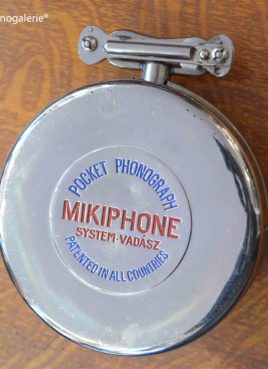 nogalerie®
POCKET PHONOGRAPH
MIKIPHONE
SYSTEM-VADÁSZ
PATENTED IN ALL COUNTRIES